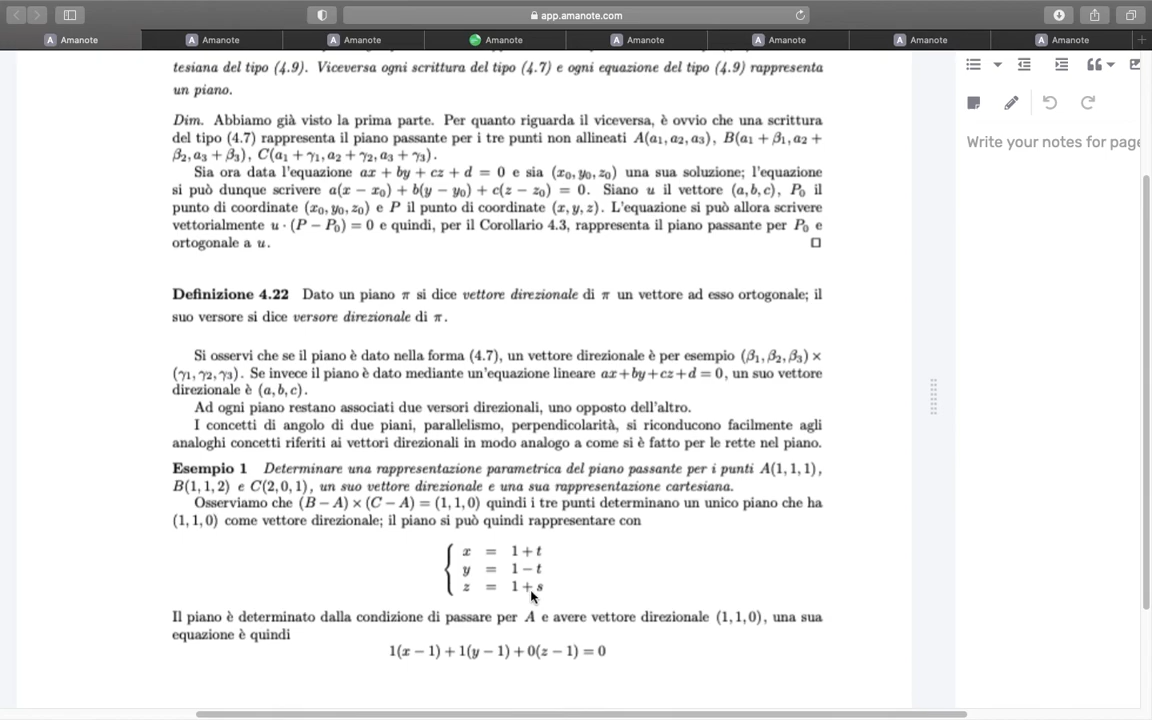 app.amanote.com
Amanote Amanote Amanote Amanote Amanote Amanote Amanote Amanote
tesiana del tipo (4.9). Viceversa ogni scrittura del tipo (4.7) e ogni equazione del tipo (4.9) rappresenta
un piano.
Dim. Abbiamo già visto la prima parte. Per quanto riguarda il viceversa, è ovvio che una scrittura
del tipo (4.7) rappresenta il piano passante per i tre punti non allineati A(a₁, a₂, a₃), B(a₁ + β₁, a₂ +
β₂, a₃ + β₃), C(a₁ + γ₁, a₂ + γ₂, a₃ + γ₃).
Sia ora data l'equazione ax + by + cz + d = 0 e sia (x₀, y₀, z₀) una sua soluzione; l'equazione
si può dunque scrivere a(x − x₀) + b(y − y₀) + c(z − z₀) = 0. Siano u il vettore (a, b, c), P₀ il
punto di coordinate (x₀, y₀, z₀) e P il punto di coordinate (x, y, z). L'equazione si può allora scrivere
vettorialmente u · (P − P₀) = 0 e quindi, per il Corollario 4.3, rappresenta il piano passante per P₀ e
ortogonale a u. □
Definizione 4.22 Dato un piano π si dice vettore direzionale di π un vettore ad esso ortogonale; il
suo versore si dice versore direzionale di π.
Si osservi che se il piano è dato nella forma (4.7), un vettore direzionale è per esempio (β₁, β₂, β₃) ×
(γ₁, γ₂, γ₃). Se invece il piano è dato mediante un'equazione lineare ax+by+cz+d = 0, un suo vettore
direzionale è (a, b, c).
Ad ogni piano restano associati due versori direzionali, uno opposto dell'altro.
I concetti di angolo di due piani, parallelismo, perpendicolarità, si riconducono facilmente agli
analoghi concetti riferiti ai vettori direzionali in modo analogo a come si è fatto per le rette nel piano.
Esempio 1 Determinare una rappresentazione parametrica del piano passante per i punti A(1, 1, 1),
B(1, 1, 2) e C(2, 0, 1), un suo vettore direzionale e una sua rappresentazione cartesiana.
Osserviamo che (B − A) × (C − A) = (1, 1, 0) quindi i tre punti determinano un unico piano che ha
(1, 1, 0) come vettore direzionale; il piano si può quindi rappresentare con
x = 1 + t
y = 1 − t
z = 1 + s
Il piano è determinato dalla condizione di passare per A e avere vettore direzionale (1, 1, 0), una sua
equazione è quindi
1(x − 1) + 1(y − 1) + 0(z − 1) = 0
Write your notes for page